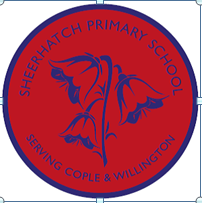 SHEERHATCH PRIMARY SCHOOL
SERVING COPLE & WILLINGTON